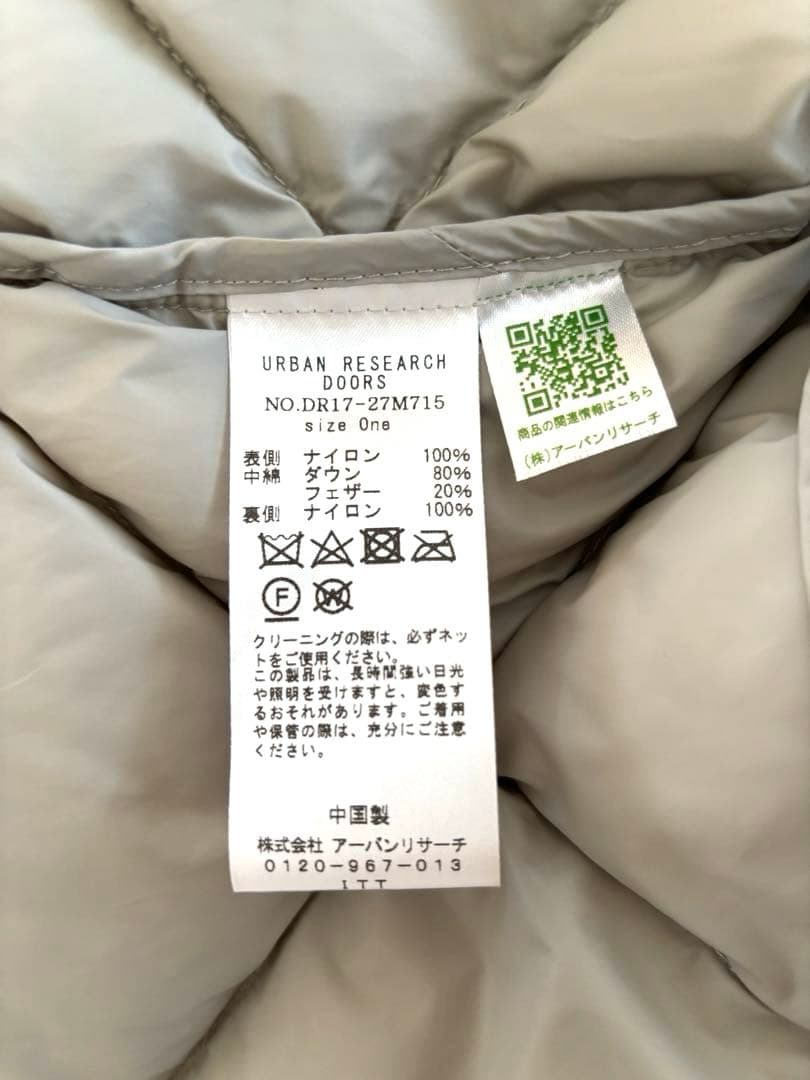 URBAN RESEARCH
DOORS
NO.DR17-27M715
size One
表側 ナイロン 100%
中綿 ダウン 80%
フェザー 20%
裏側 ナイロン 100%
F
W
クリーニングの際は、必ずネッ
トをご使用ください。
この製品は、長時間強い日光
や照明を受けますと、変色す
るおそれがあります。ご着用
や保管の際は、充分にご注意
ください。
中国製
株式会社 アーバンリサーチ
0120-967-013
ITT
商品の関連情報はこちら
(株)アーバンリサーチ